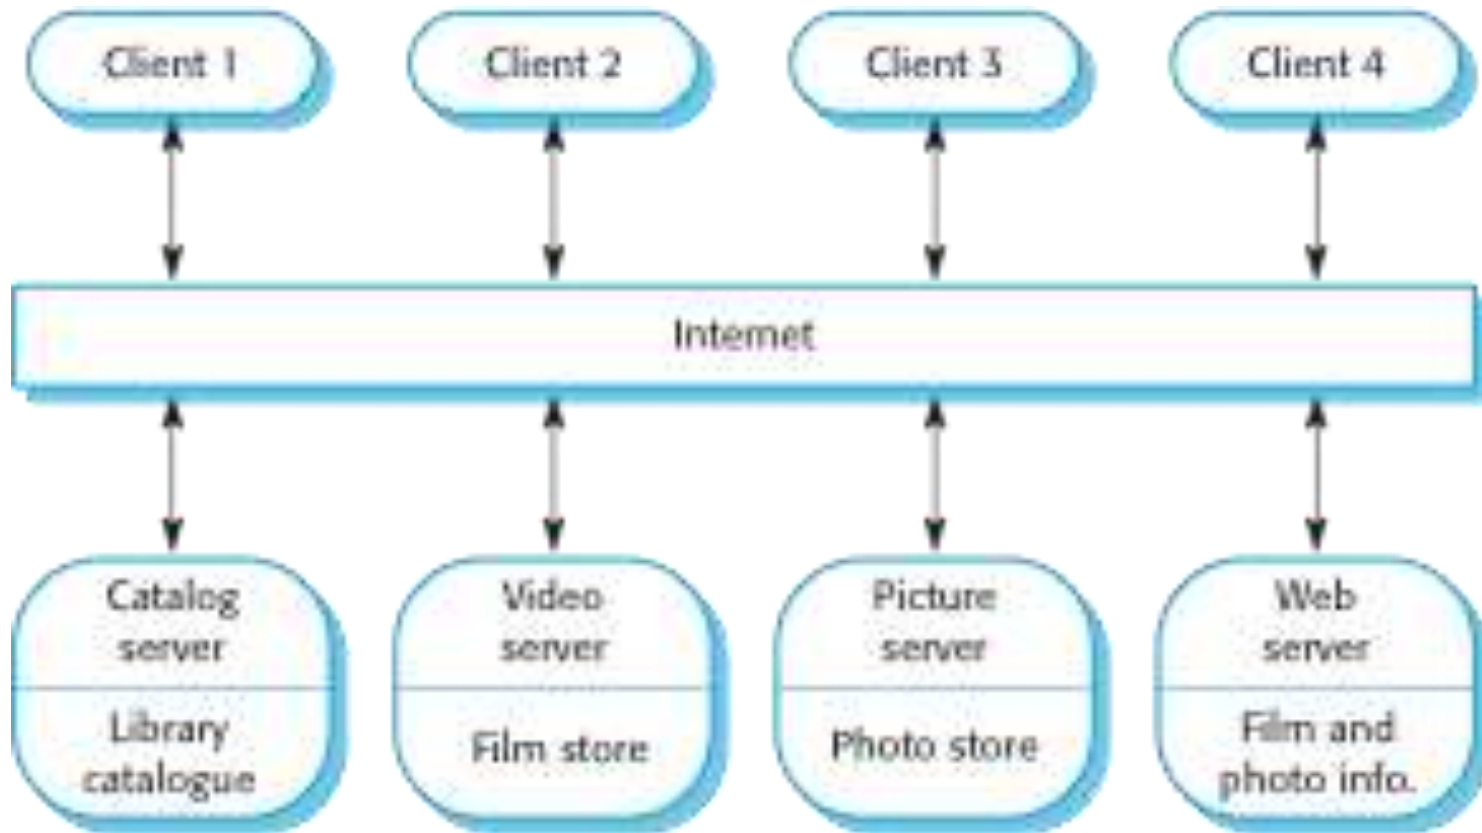 Client 1
Client 2
Client 3
Client 4
Internet
Catalog
server
Library
catalogue
Video
server
Film store
Picture
server
Photo store
Web
server
Film and
photo info.